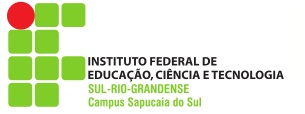 INSTITUTO FEDERAL DE
EDUCAÇÃO, CIÊNCIA E TECNOLOGIA
SUL-RIO-GRANDENSE
Campus Sapucaia do Sul